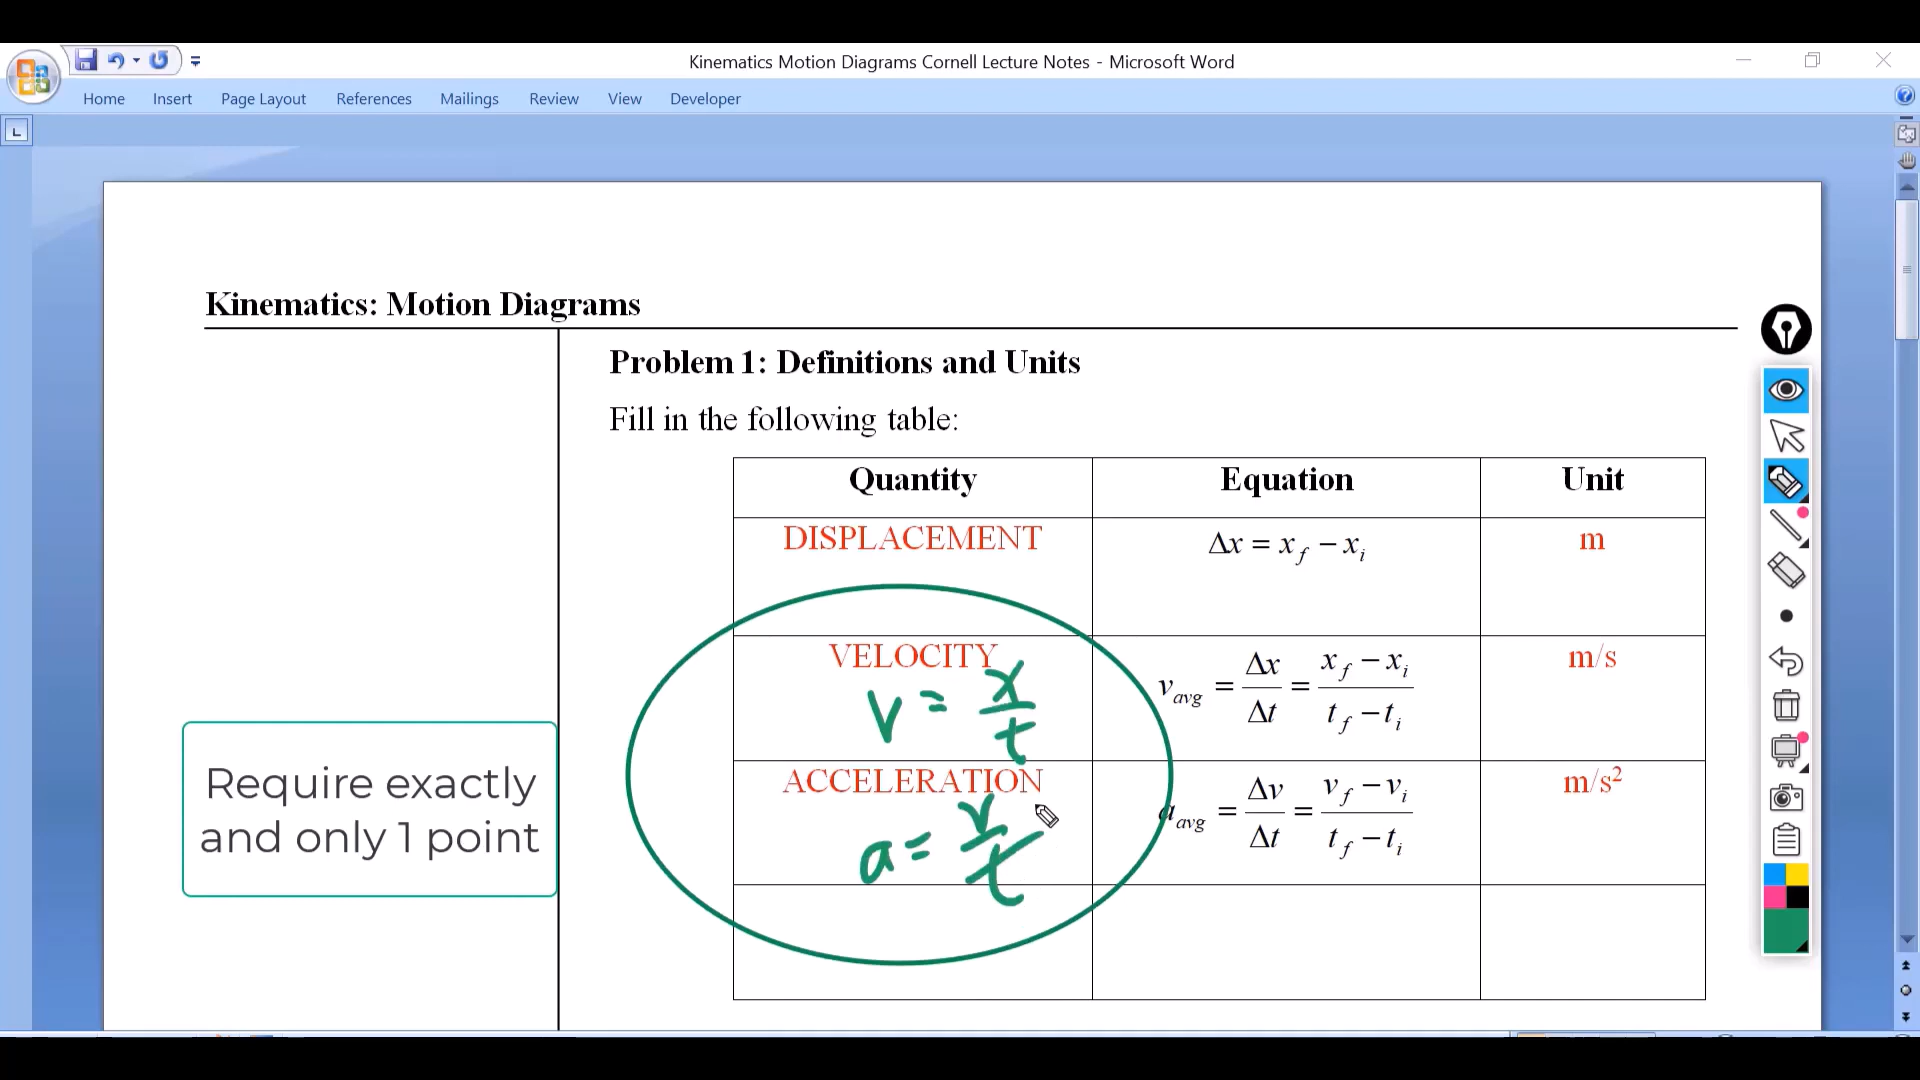 Kinematics Motion Diagrams Cornell Lecture Notes - Microsoft Word
Home Insert Page Layout References Mailings Review View Developer
Kinematics: Motion Diagrams
Problem 1: Definitions and Units
Fill in the following table:
Quantity Equation Unit
DISPLACEMENT Δx = x_f − x_i m
VELOCITY v_avg = Δx/Δt = (x_f − x_i)/(t_f − t_i) m/s
v = x/t
ACCELERATION a_avg = Δv/Δt = (v_f − v_i)/(t_f − t_i) m/s²
a = v/t
Require exactly
and only 1 point